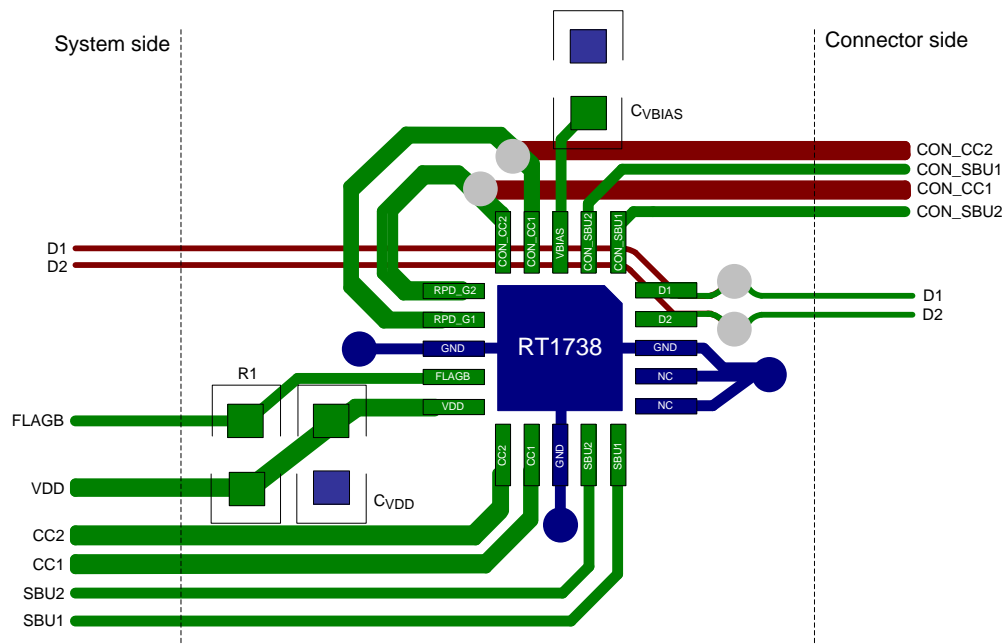 System side
Connector side
CVBIAS
CON_CC2
CON_SBU1
CON_CC1
CON_SBU2
CON_CC2
CON_CC1
VBIAS
CON_SBU2
CON_SBU1
D1
D2
RPD_G2
RPD_G1
GND
FLAGB
VDD
RT1738
D1
D2
GND
NC
NC
D1
D2
R1
FLAGB
VDD
CVDD
CC2
CC1
GND
SBU2
SBU1
CC2
CC1
SBU2
SBU1